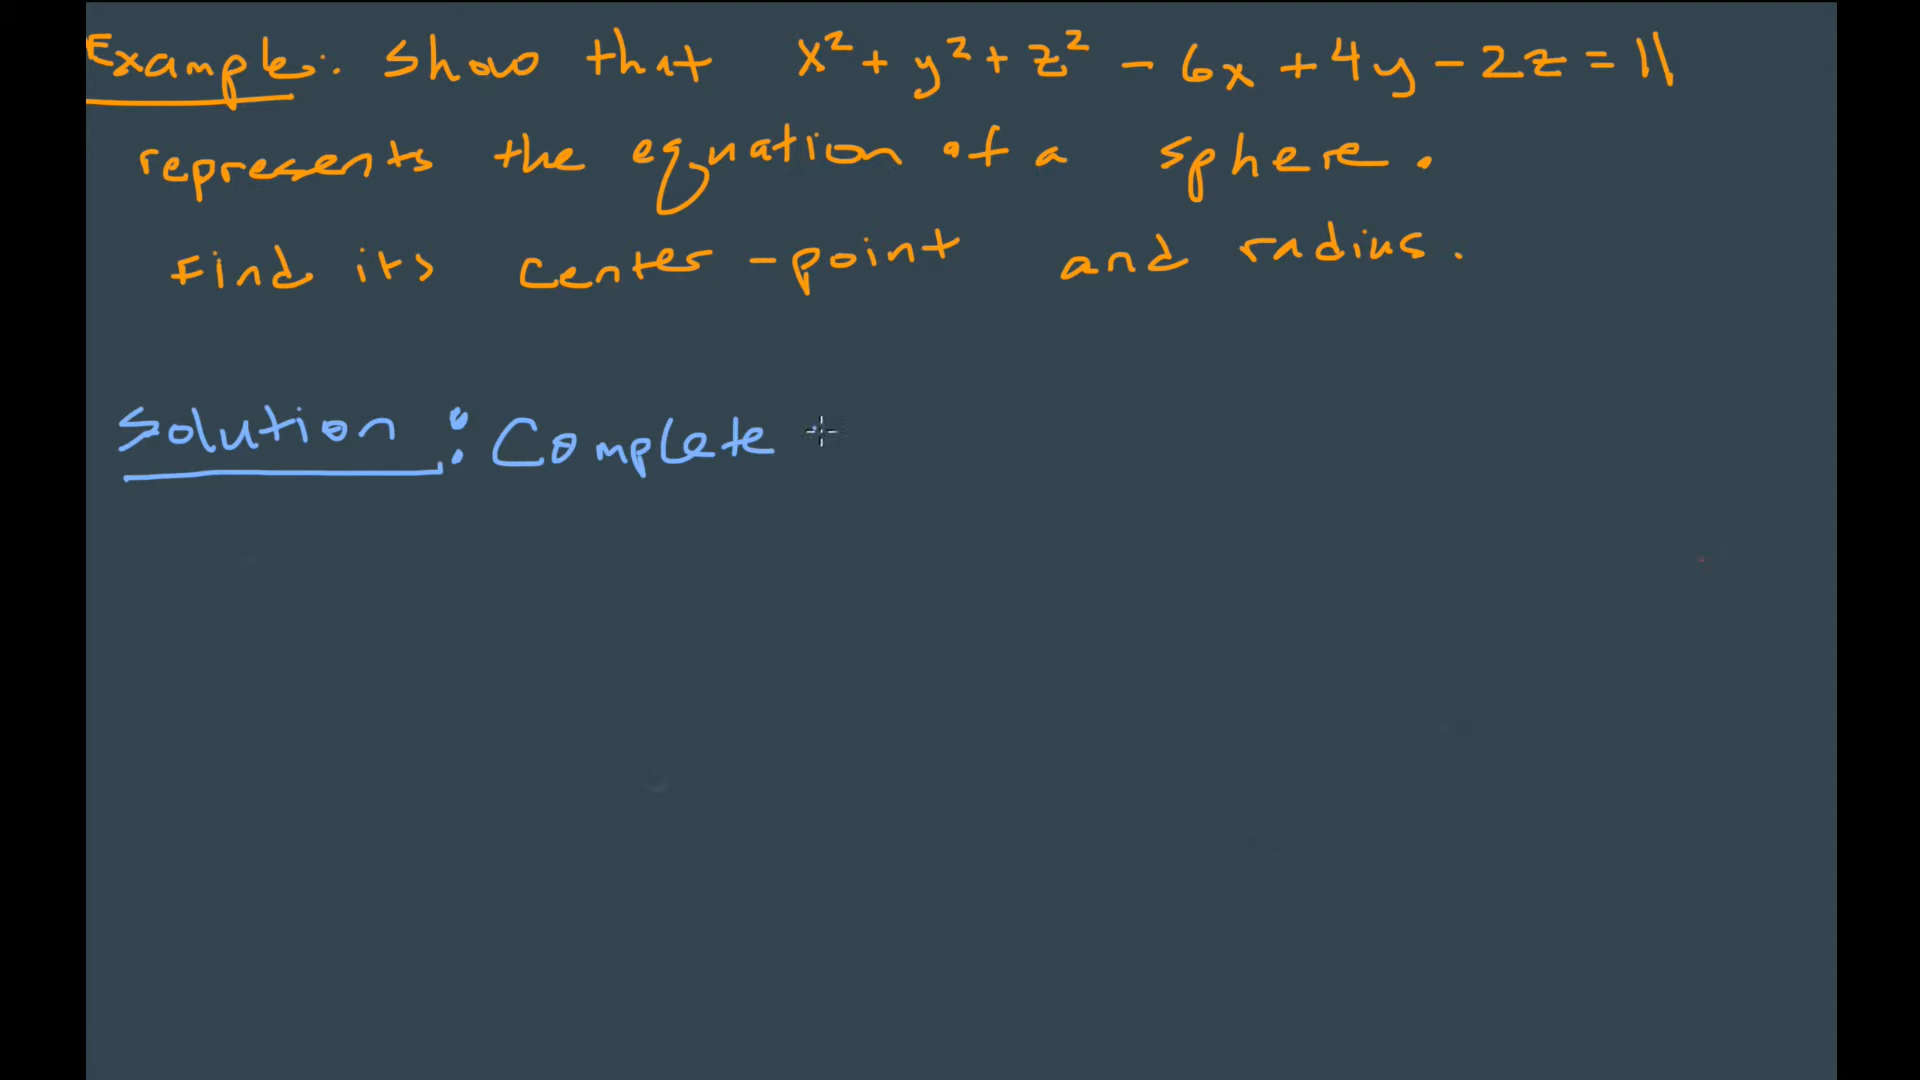 Example: Show that x² + y² + z² - 6x + 4y - 2z = 11
represents the equation of a sphere.
Find its center-point and radius.
Solution: Complete